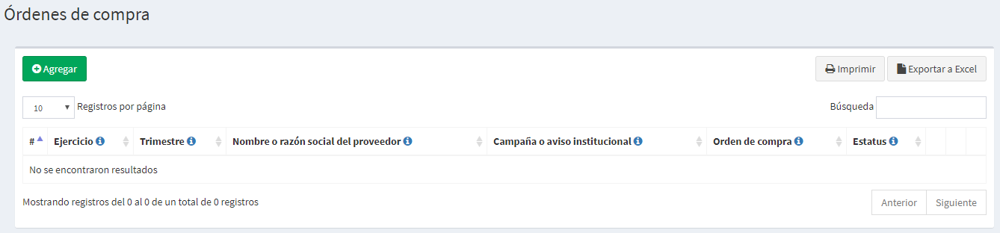 Órdenes de compra
Agregar
Imprimir
Exportar a Excel
10 Registros por página
Búsqueda
# Ejercicio Trimestre Nombre o razón social del proveedor Campaña o aviso institucional Orden de compra Estatus
No se encontraron resultados
Mostrando registros del 0 al 0 de un total de 0 registros
Anterior Siguiente